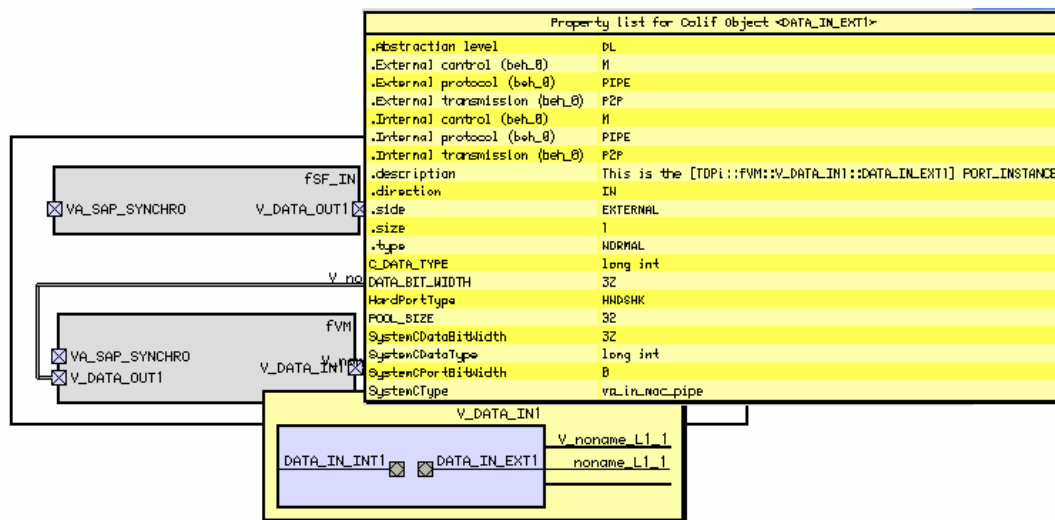 Property list for Colif Object <DATA_IN_EXT1>
.Abstraction level DL
.External control (beh_0) M
.External protocol (beh_0) PIPE
.External transmission (beh_0) P2P
.Internal control (beh_0) M
.Internal protocol (beh_0) PIPE
.Internal transmission (beh_0) P2P
.description This is the [TOPi::fVM::V_DATA_IN1::DATA_IN_EXT1] PORT_INSTANCE
.direction IN
.side EXTERNAL
.size 1
.type NORMAL
C_DATA_TYPE long int
DATA_BIT_WIDTH 32
HardPortType HNDSHK
POOL_SIZE 32
SystemCDataBitWidth 32
SystemCDataType long int
SystemCPortBitWidth 0
SystemCType va_in_mac_pipe
fSF_IN
VA_SAP_SYNCHRO V_DATA_OUT1
V_no
fVM
VA_SAP_SYNCHRO
V_DATA_IN1
V_DATA_OUT1
V_DATA_IN1
V_noname_L1_1
DATA_IN_INT1 DATA_IN_EXT1 noname_L1_1